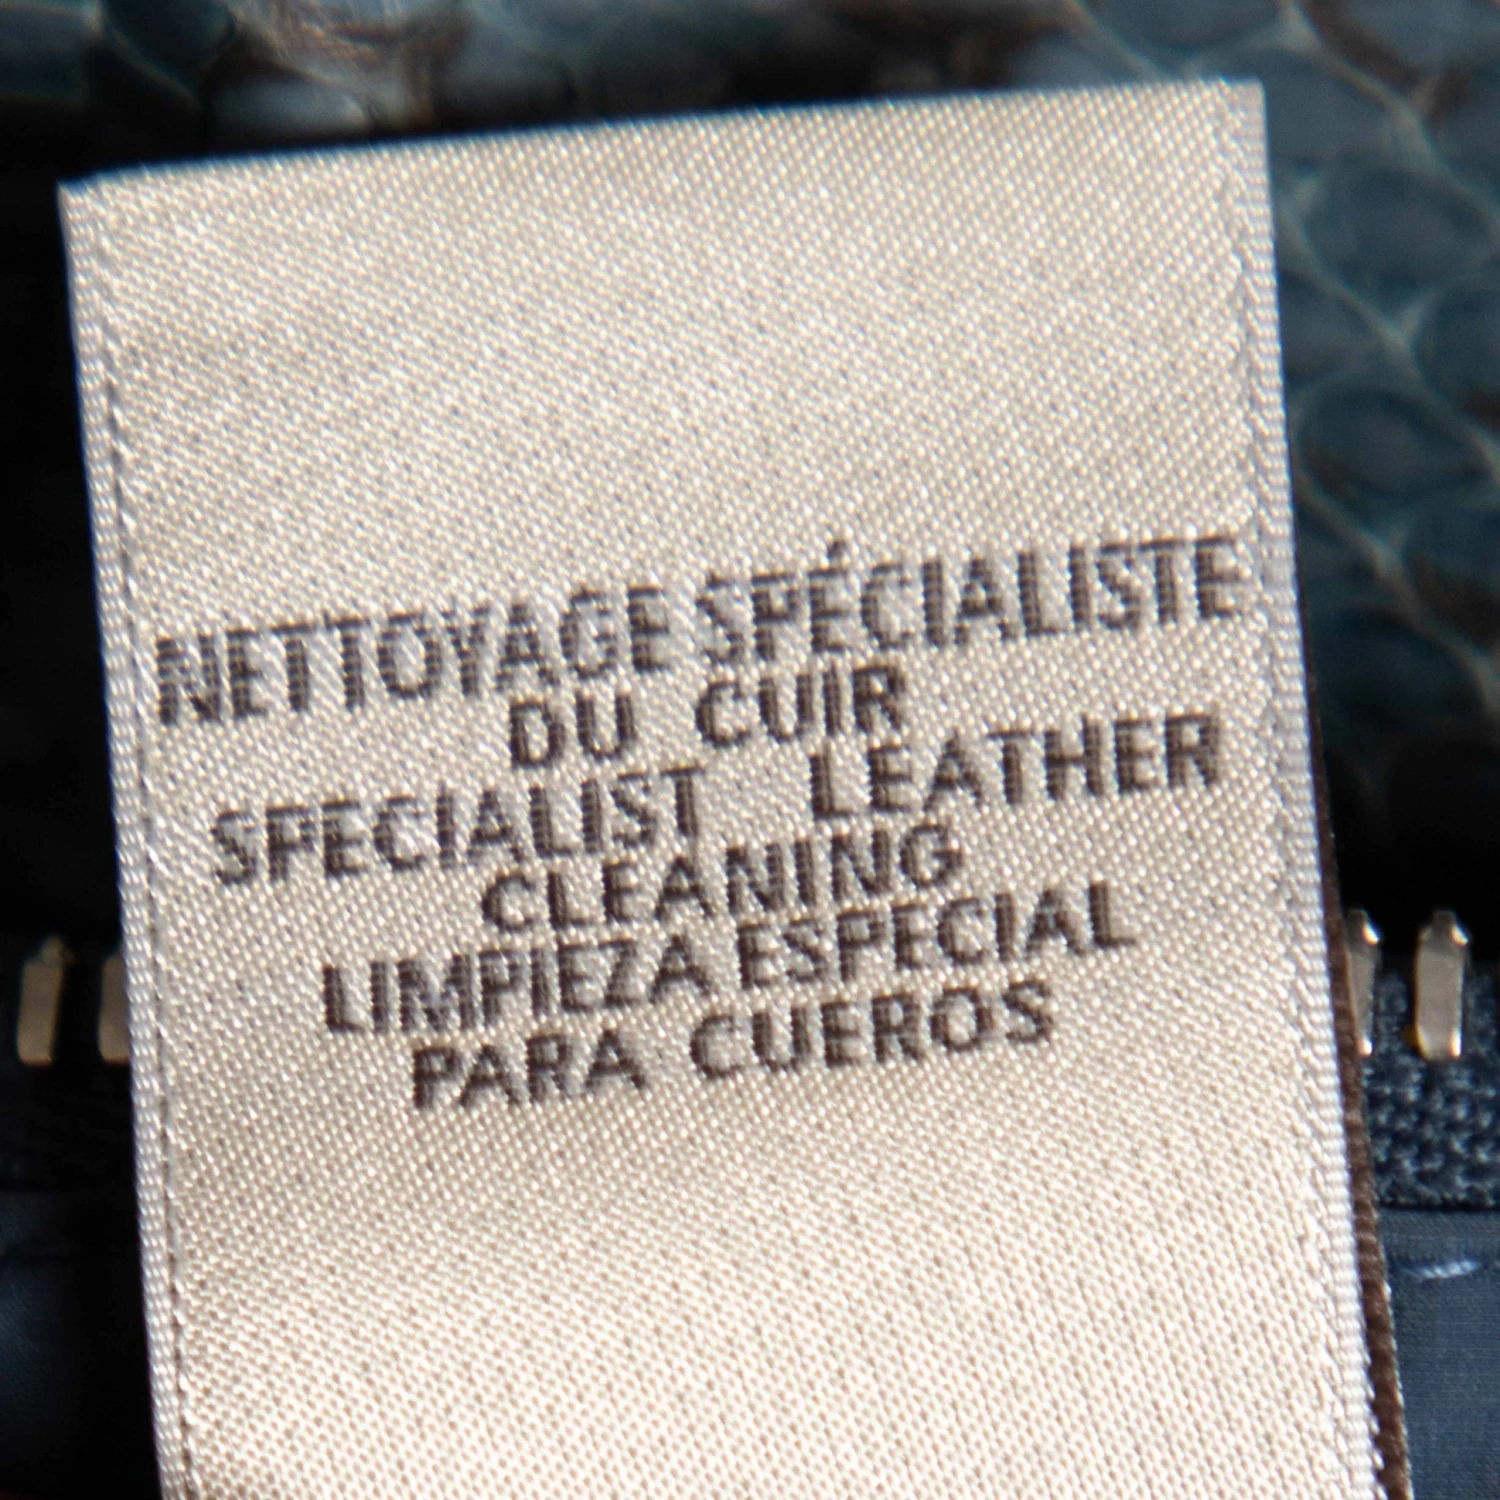 NETTOYAGE SPÉCIALISTE
DU CUIR
SPECIALIST LEATHER
CLEANING
LIMPIEZA ESPECIAL
PARA CUEROS